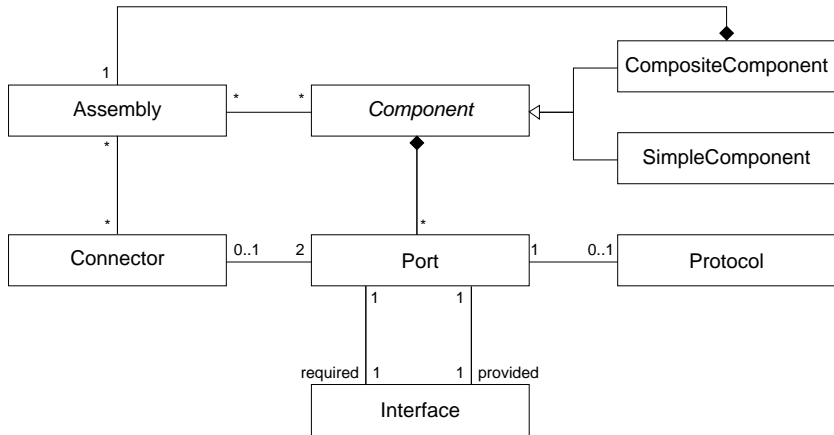 CompositeComponent
1
Assembly
*
*
Component
*
SimpleComponent
*
*
Connector
0..1
2
Port
1
0..1
Protocol
1
1
required
1
1
provided
Interface